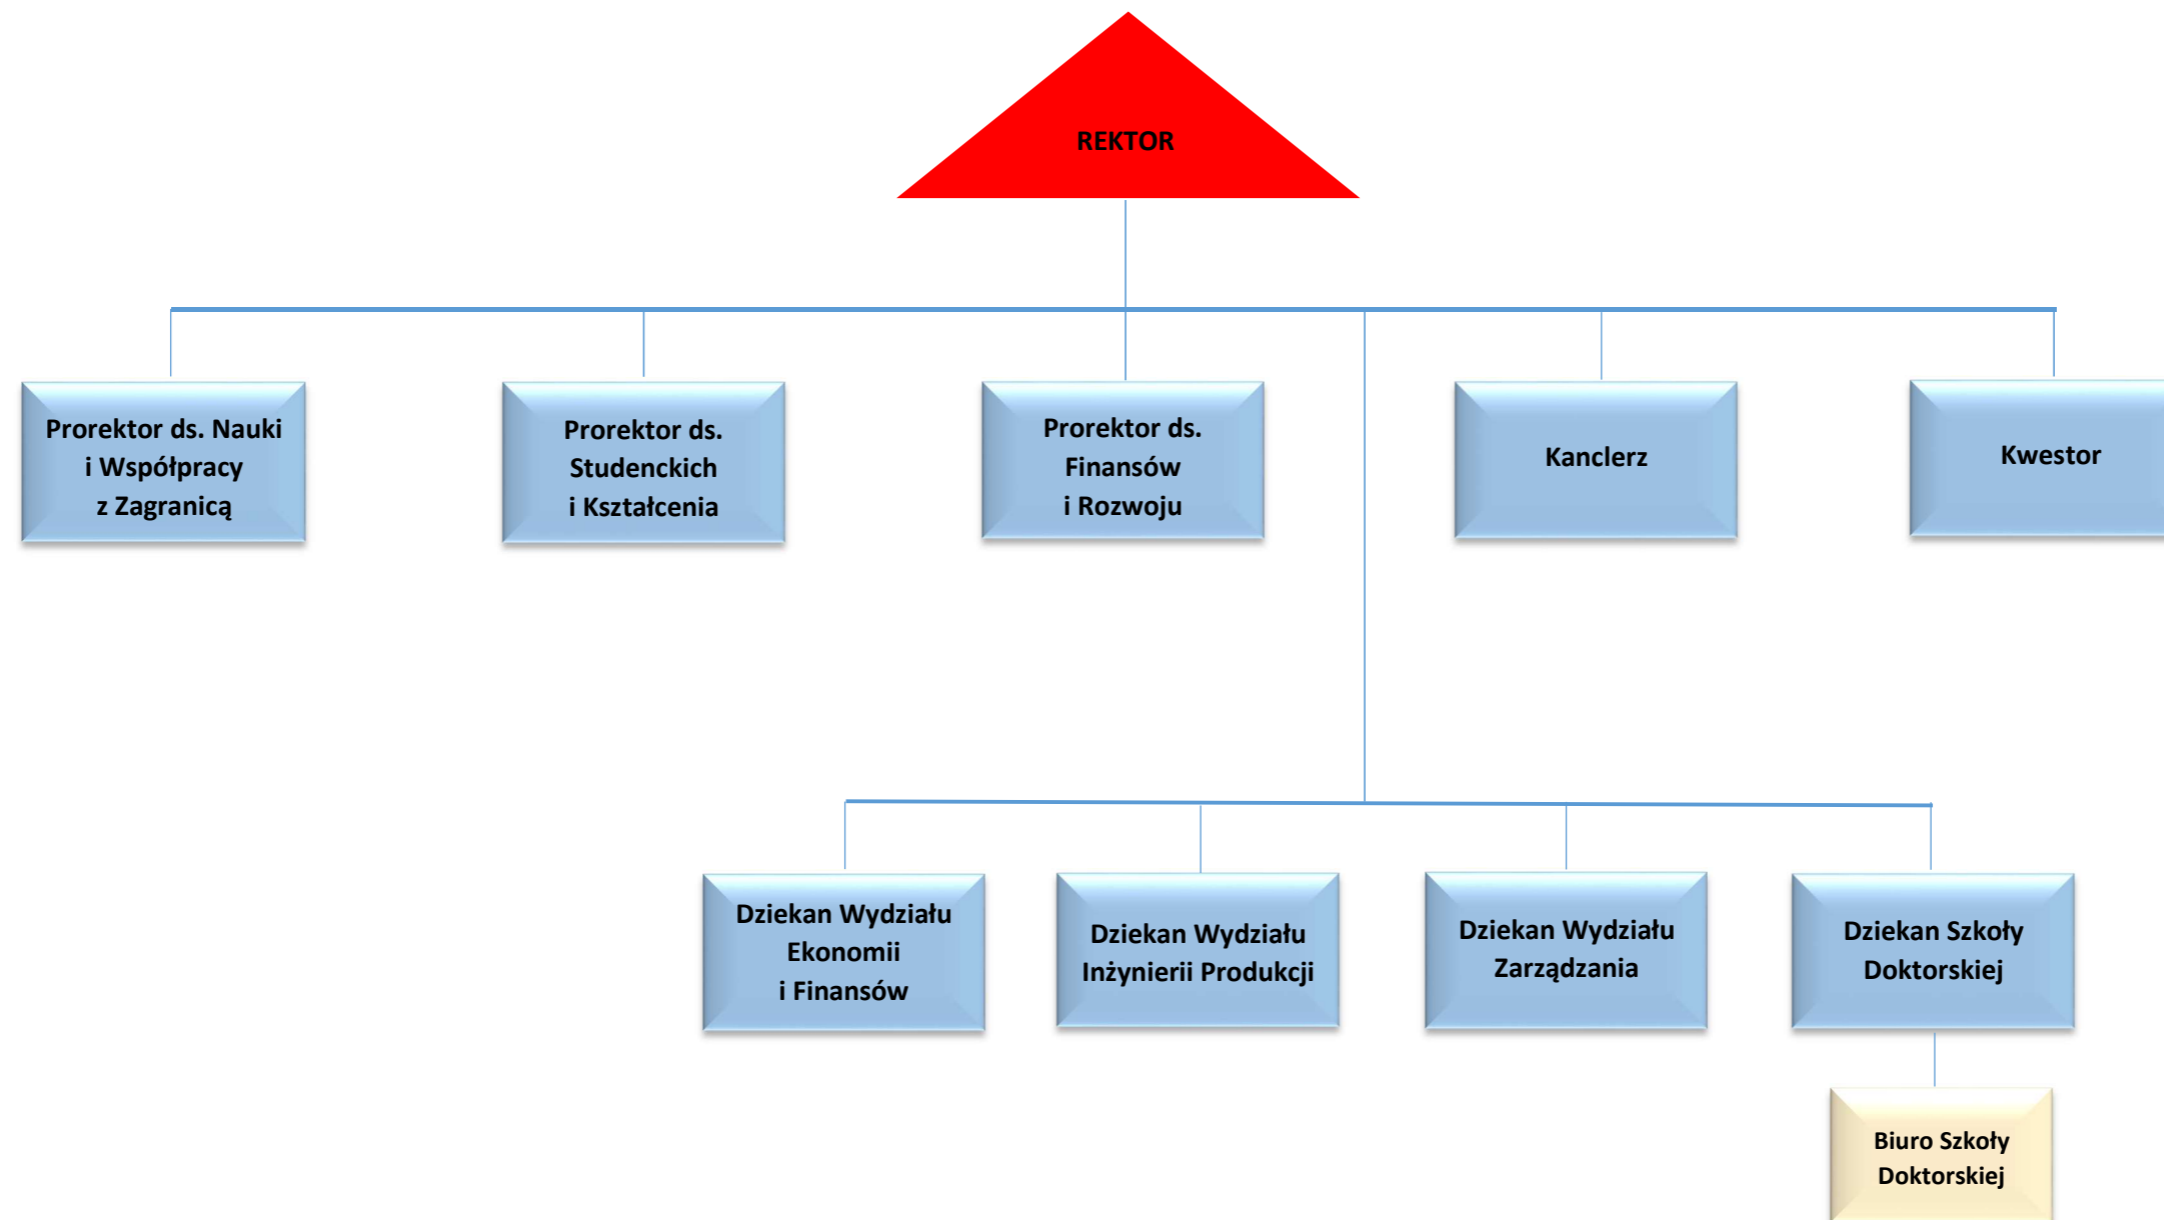 REKTOR
Prorektor ds. Nauki
i Współpracy
z Zagranicą
Prorektor ds.
Studenckich
i Kształcenia
Prorektor ds.
Finansów
i Rozwoju
Kanclerz
Kwestor
Dziekan Wydziału
Ekonomii
i Finansów
Dziekan Wydziału
Inżynierii Produkcji
Dziekan Wydziału
Zarządzania
Dziekan Szkoły
Doktorskiej
Biuro Szkoły
Doktorskiej